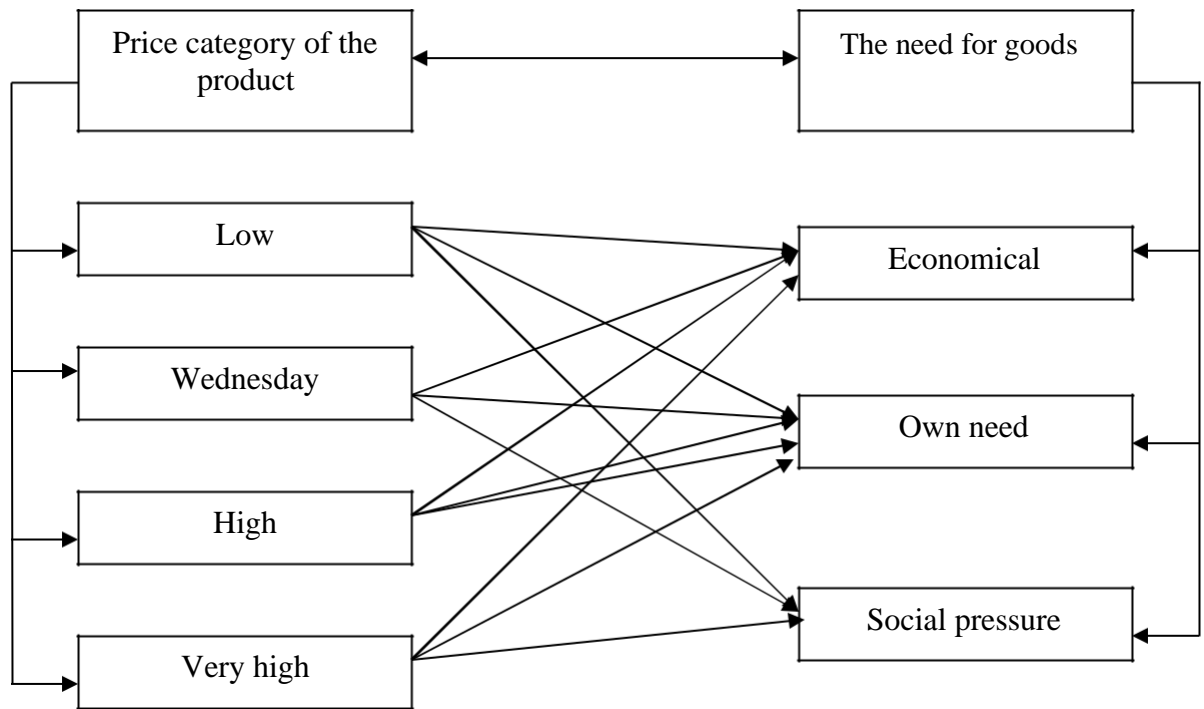 Price category of the
product
The need for goods
Low
Economical
Wednesday
Own need
High
Social pressure
Very high